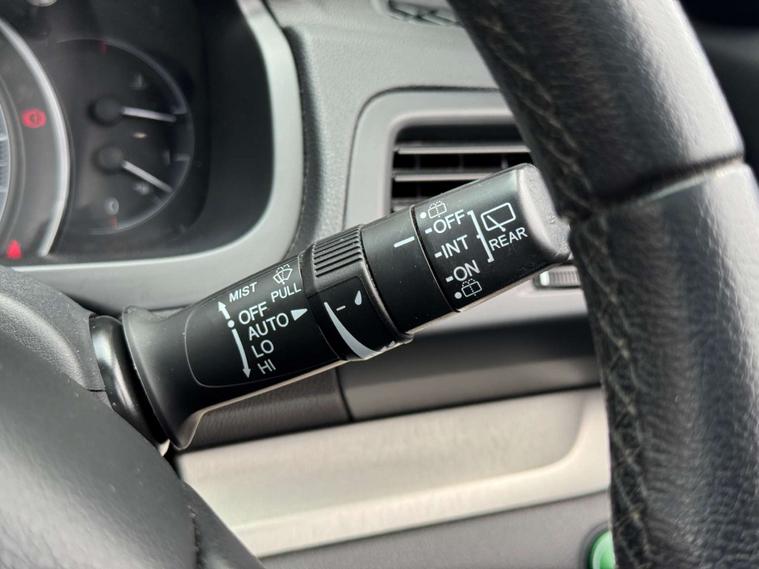 MIST
PULL
OFF
AUTO
LO
HI
OFF
INT
ON
REAR